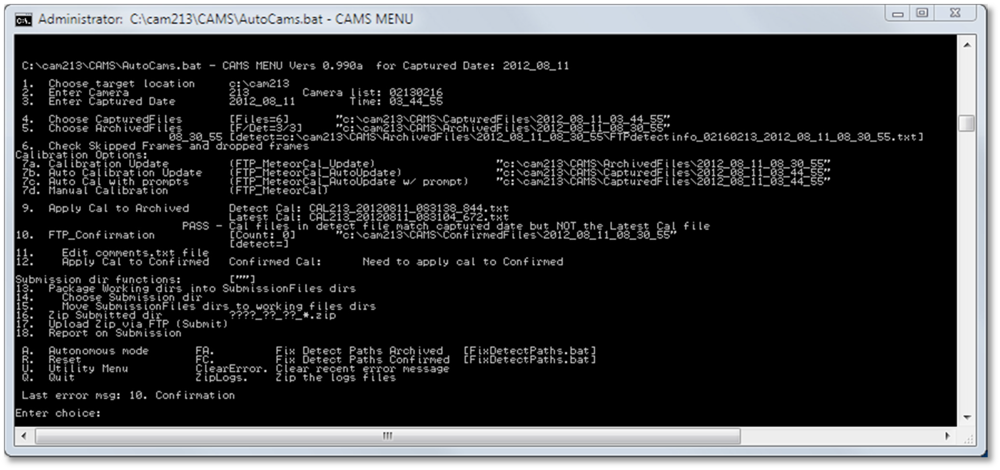 Administrator: C:\cam213\CAMS\AutoCams.bat - CAMS MENU
C:\cam213\CAMS\AutoCams.bat - CAMS MENU Vers 0.990a  for Captured Date: 2012_08_11
1.  Choose target location  c:\cam213
2.  Enter Camera  213  Camera list: 02130216
3.  Enter Captured Date  2012_08_11  Time: 03_44_55
4.  Choose CapturedFiles  [Files=6]  "c:\cam213\CAMS\CapturedFiles\2012_08_11_03_44_55"
5.  Choose ArchivedFiles  [F/Det=3/3]  "c:\cam213\CAMS\ArchivedFiles\2012_08_11_08_30_55"
08_30_55 [detect=c:\cam213\CAMS\ArchivedFiles\2012_08_11_08_30_55\FTPdetectinfo_02160213_2012_08_11_08_30_55.txt]
6.  Check Skipped Frames and dropped frames
Calibration Options:
7a. Calibration Update  (FTP_MeteorCal_Update)  "c:\cam213\CAMS\ArchivedFiles\2012_08_11_08_30_55"
7b. Auto Calibration Update  (FTP_MeteorCal_AutoUpdate)  "c:\cam213\CAMS\CapturedFiles\2012_08_11_03_44_55"
7c. Auto Cal with prompts  (FTP_MeteorCal_AutoUpdate w/ prompt)  "c:\cam213\CAMS\CapturedFiles\2012_08_11_03_44_55"
7d. Manual Calibration  (FTP_MeteorCal)
9.  Apply Cal to Archived  Detect Cal: CAL213_20120811_083138_844.txt
Latest Cal: CAL213_20120811_083104_672.txt
PASS - Cal files in detect file match captured date but NOT the Latest Cal file
10.  FTP_Confirmation  [Count: 0]  "c:\cam213\CAMS\ConfirmedFiles\2012_08_11_08_30_55"
[detect=]
11.  Edit comments.txt file
12.  Apply Cal to Confirmed  Confirmed Cal:  Need to apply cal to Confirmed
Submission dir functions:  [""]
13.  Package Working dirs into SubmissionFiles dirs
14.  Choose Submission dir
15.  Move SubmissionFiles dirs to working files dirs
16.  Zip Submitted dir  ????_??_??_*.zip
17.  Upload Zip via FTP (Submit)
18.  Report on Submission
A.  Autonomous mode  FA.  Fix Detect Paths Archived  [FixDetectPaths.bat]
R.  Reset  FC.  Fix Detect Paths Confirmed  [FixDetectPaths.bat]
U.  Utility Menu  ClearError. Clear recent error message
Q.  Quit  ZipLogs.  Zip the logs files
Last error msg: 10. Confirmation
Enter choice: